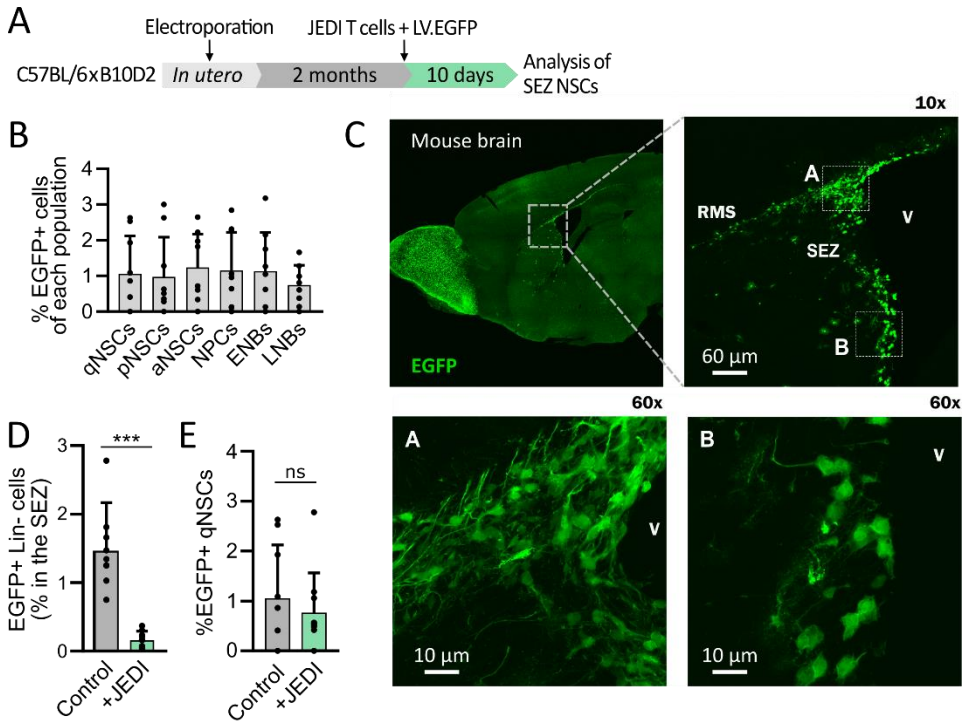 A
Electroporation
JEDI T cells + LV.EGFP
C57BL/6xB10D2
In utero
2 months
10 days
Analysis of
SEZ NSCs
B
% EGFP+ cells
of each population
4
3
2
1
0
qNSCs
pNSCs
aNSCs
NPCs
ENBs
LNBs
C
Mouse brain
EGFP
10x
A
RMS
V
SEZ
B
60 µm
D
EGFP+ Lin- cells
(% in the SEZ)
***
3
2
1
0
Control
+JEDI
E
%EGFP+ qNSCs
ns
4
3
2
1
0
Control
+JEDI
60x
A
V
10 µm
60x
B
V
10 µm